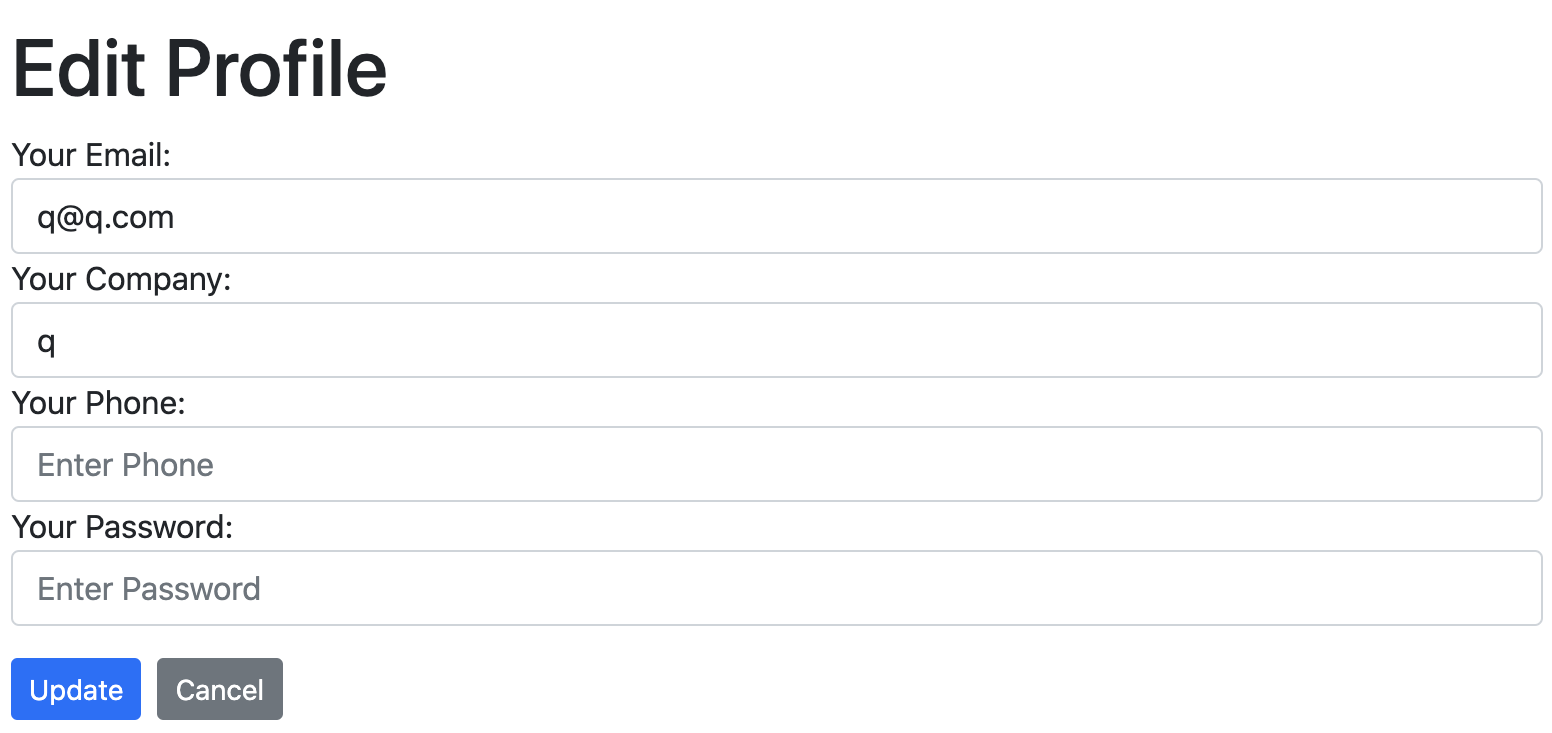 Edit Profile
Your Email:
q@q.com
Your Company:
q
Your Phone:
Enter Phone
Your Password:
Enter Password
Update Cancel